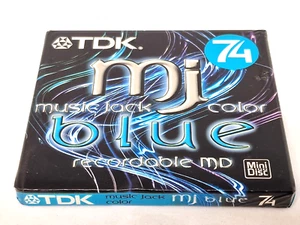 TDK.
74
mj
music jack color
blue
recordable MD
Mini
Disc
TDK music jack color mj blue 74